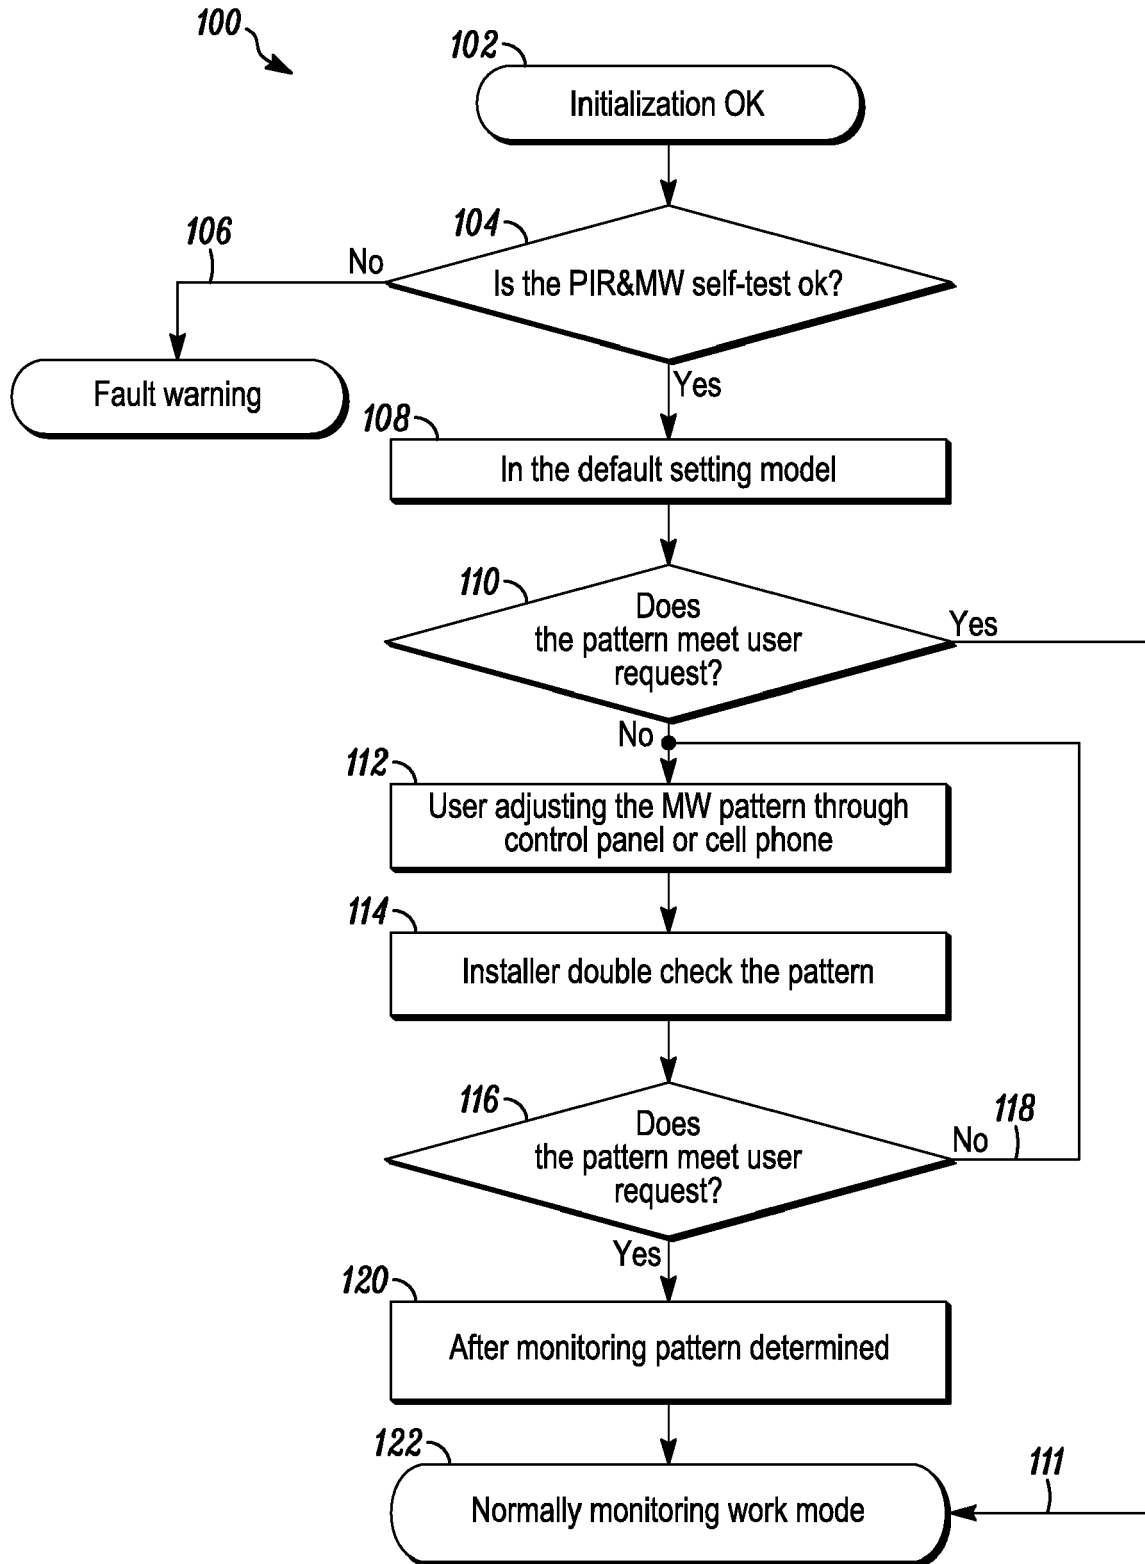 100
102
Initialization OK
104
106
No
Is the PIR&MW self-test ok?
Fault warning
Yes
108
In the default setting model
110
Does
the pattern meet user
request?
Yes
No
112
User adjusting the MW pattern through
control panel or cell phone
114
Installer double check the pattern
116
Does
the pattern meet user
request?
No
118
Yes
120
After monitoring pattern determined
122
Normally monitoring work mode
111